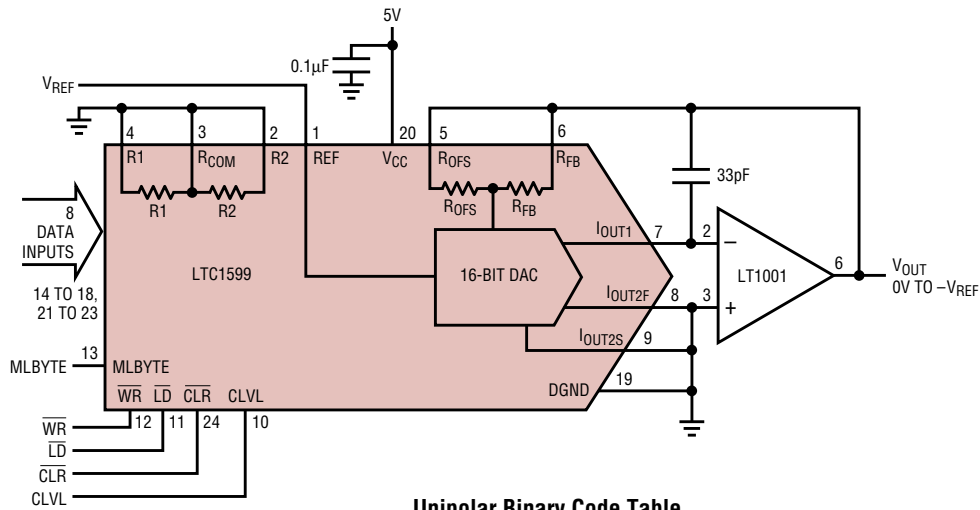 5V
0.1µF
VREF
4
3
2
1
20
5
6
R1
RCOM
R2
REF
VCC
ROFS
RFB
33pF
R1
R2
ROFS
RFB
8
DATA
INPUTS
14 TO 18,
21 TO 23
LTC1599
16-BIT DAC
IOUT1
7
2
−
LT1001
6
VOUT
0V TO –VREF
IOUT2F
8
3
+
IOUT2S
9
DGND
19
MLBYTE
13
MLBYTE
WR
LD
CLR
CLVL
12
11
24
10
WR
LD
CLR
CLVL
Unipolar Binary Code Table